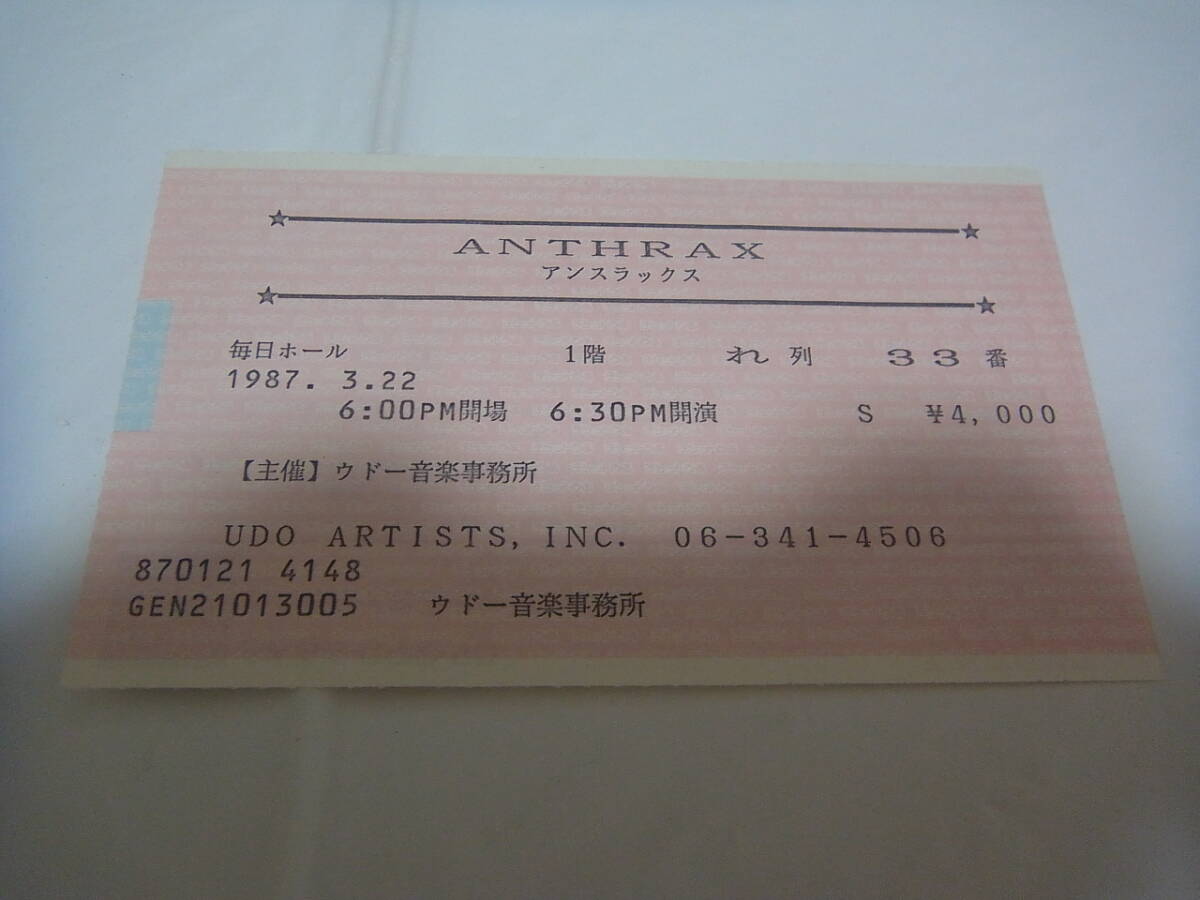 ANTHRAX
アンスラックス
毎日ホール 1階 れ列 33番
1987. 3.22
6:00PM開場 6:30PM開演 S ¥4,000
【主催】ウドー音楽事務所
UDO ARTISTS, INC. 06-341-4506
870121 4148
GEN21013005 ウドー音楽事務所